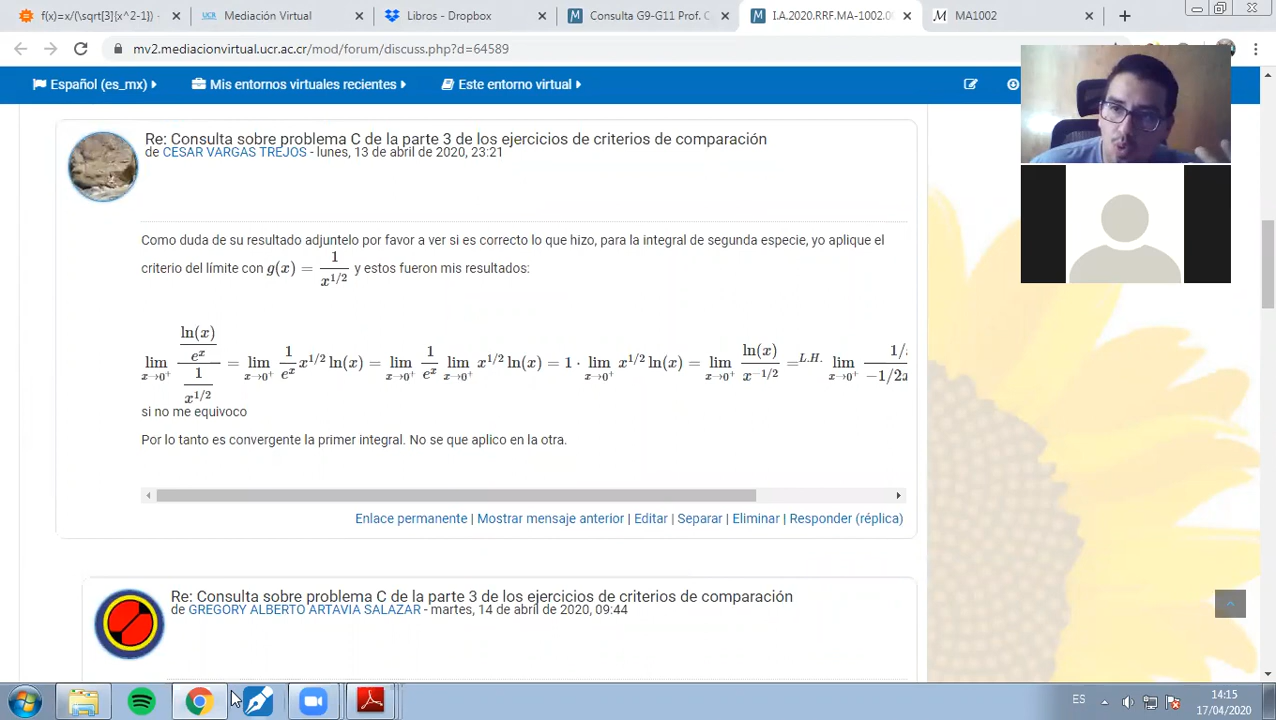 f(x)=x/(\sqrt[3]{x^2-1})
Mediación Virtual
Libros - Dropbox
Consulta G9-G11 Prof. C
I.A.2020.RRF.MA-1002.0
MA1002
mv2.mediacionvirtual.ucr.ac.cr/mod/forum/discuss.php?d=64589
Español (es_mx) Mis entornos virtuales recientes Este entorno virtual
Re: Consulta sobre problema C de la parte 3 de los ejercicios de criterios de comparación
de CESAR VARGAS TREJOS - lunes, 13 de abril de 2020, 23:21
Como duda de su resultado adjuntelo por favor a ver si es correcto lo que hizo, para la integral de segunda especie, yo aplique el
criterio del límite con g(x) = 1/x^{1/2} y estos fueron mis resultados:
lim_{x→0^+} (ln(x)/e^x)/(1/x^{1/2}) = lim_{x→0^+} 1/e^x x^{1/2} ln(x) = lim_{x→0^+} 1/e^x lim_{x→0^+} x^{1/2} ln(x) = 1 · lim_{x→0^+} x^{1/2} ln(x) = lim_{x→0^+} ln(x)/x^{-1/2} =^{L.H.} lim_{x→0^+} 1/ −1/2
si no me equivoco
Por lo tanto es convergente la primer integral. No se que aplico en la otra.
Enlace permanente | Mostrar mensaje anterior | Editar | Separar | Eliminar | Responder (réplica)
Re: Consulta sobre problema C de la parte 3 de los ejercicios de criterios de comparación
de GREGORY ALBERTO ARTAVIA SALAZAR - martes, 14 de abril de 2020, 09:44
ES
14:15
17/04/2020